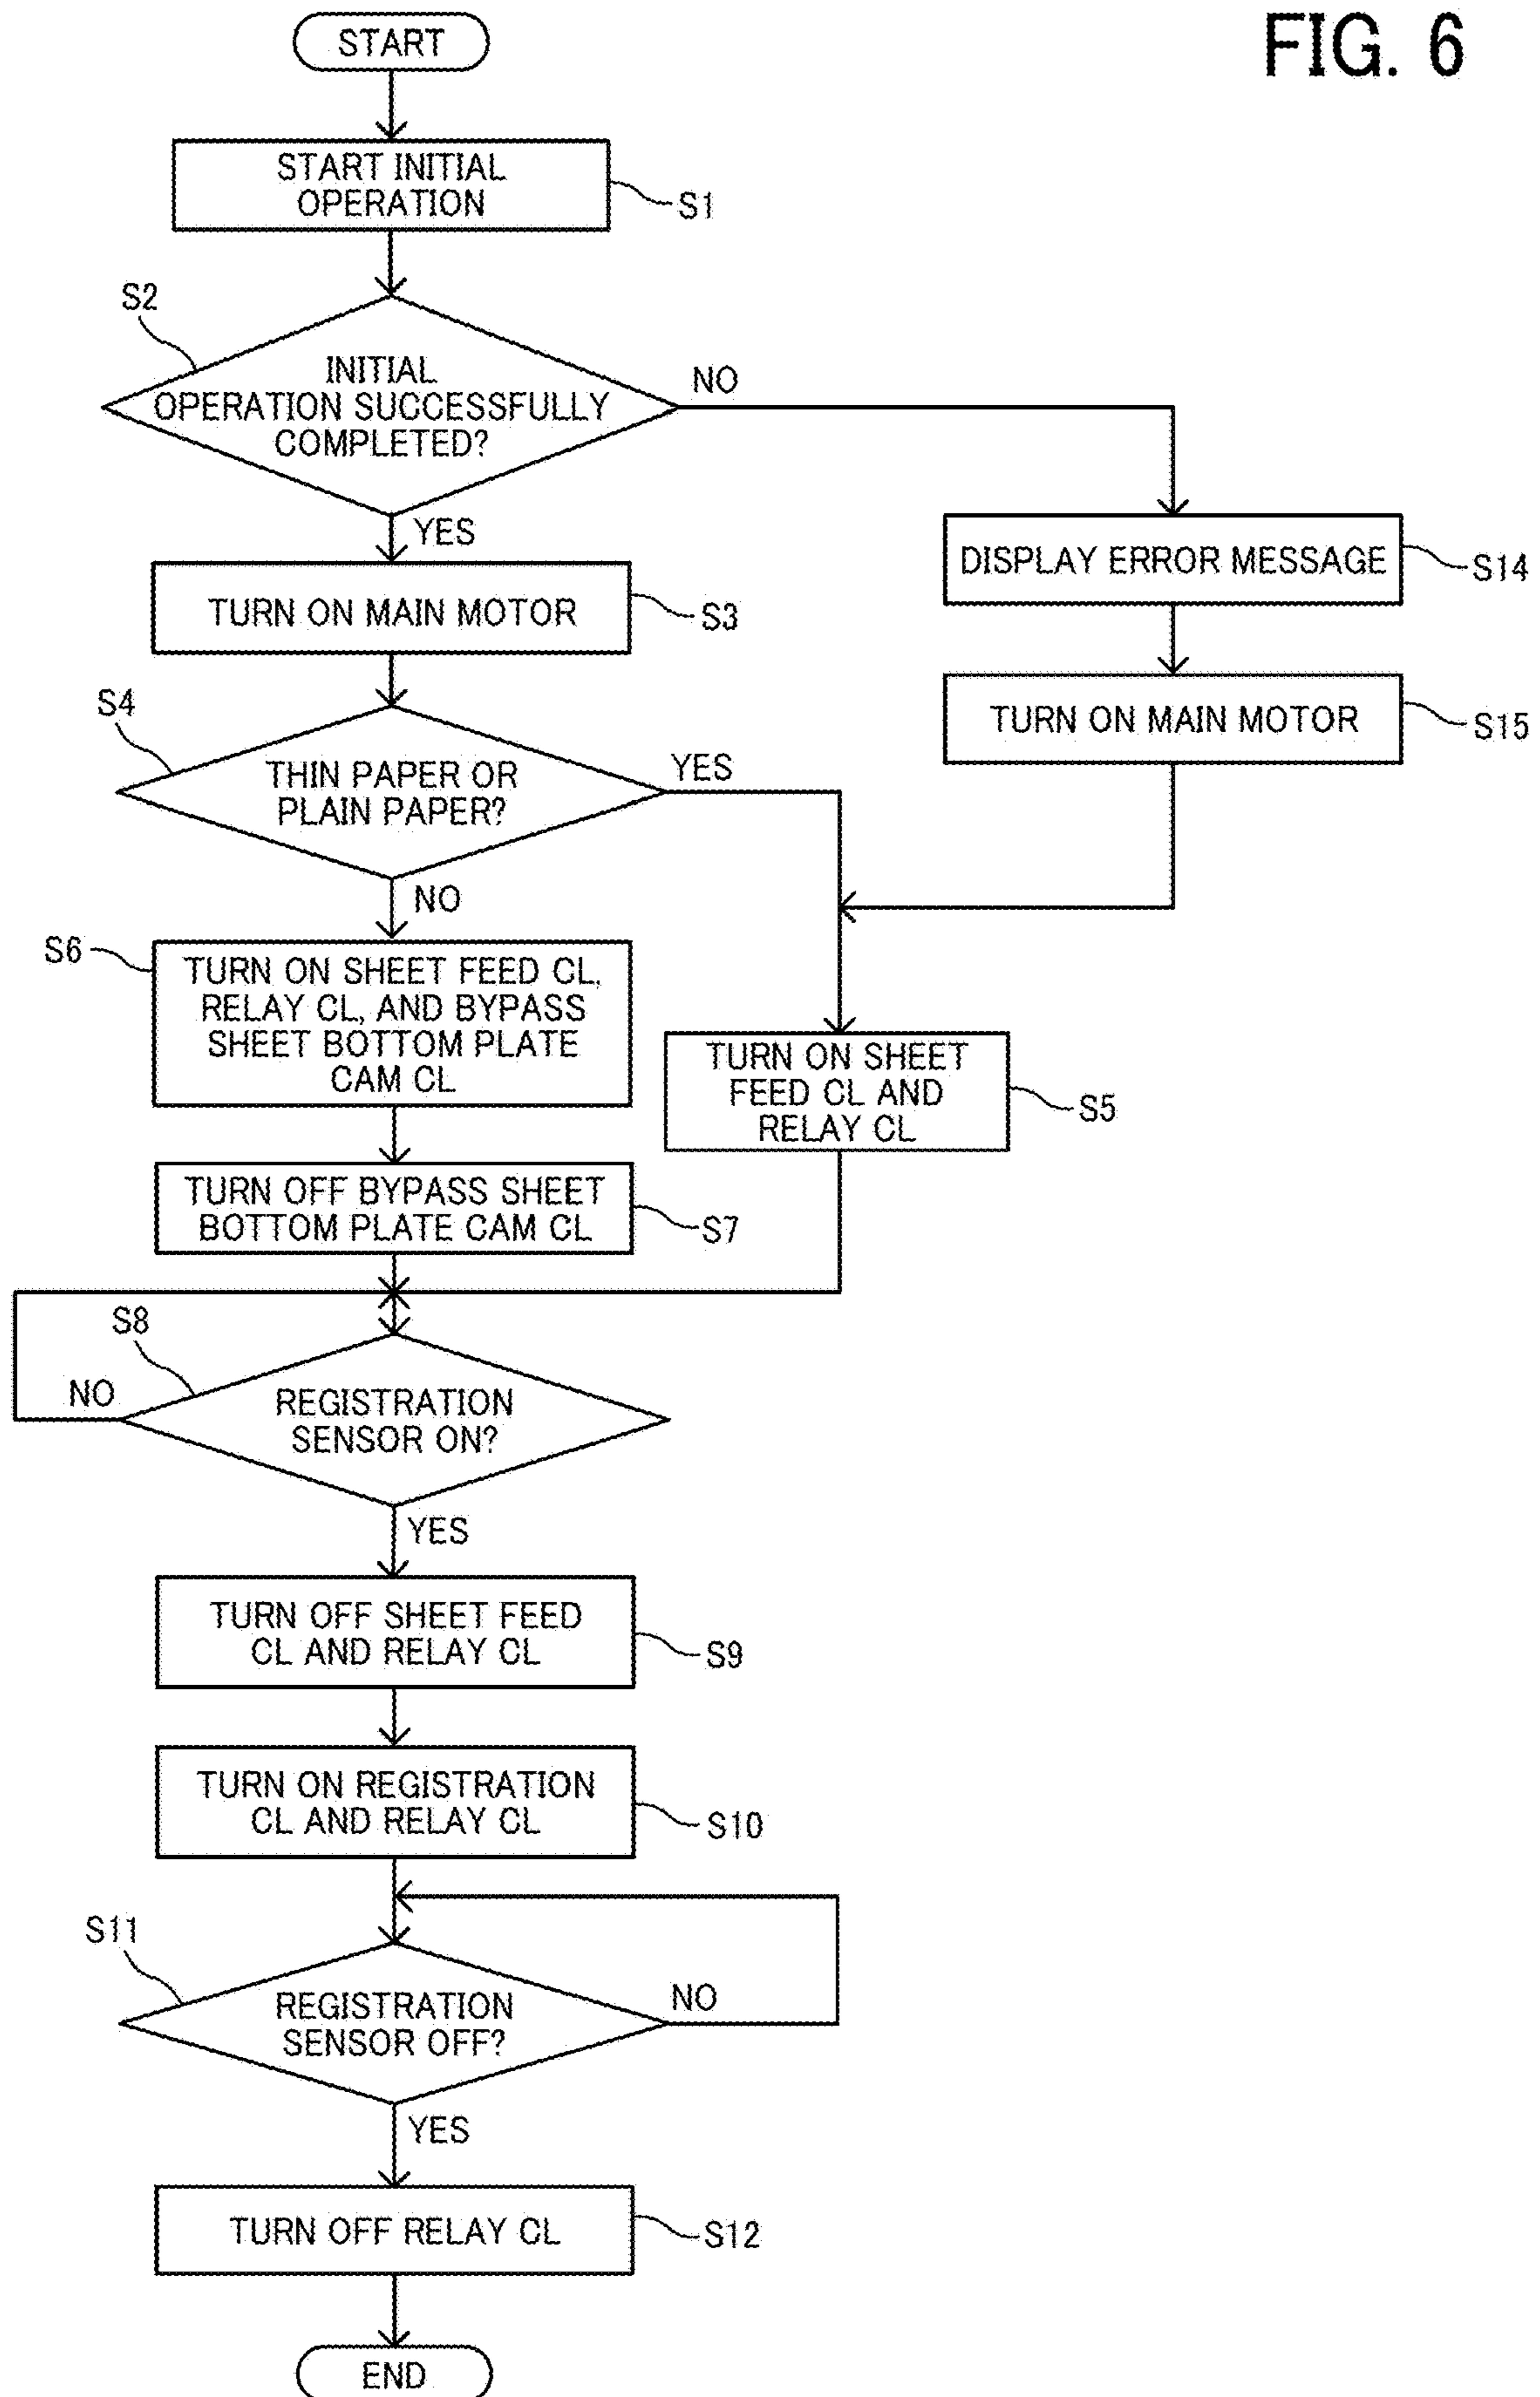 FIG. 6
START
START INITIAL
OPERATION
S1
S2
INITIAL
OPERATION SUCCESSFULLY
COMPLETED?
NO
YES
DISPLAY ERROR MESSAGE
S14
TURN ON MAIN MOTOR
S3
TURN ON MAIN MOTOR
S15
S4
THIN PAPER OR
PLAIN PAPER?
YES
NO
S6
TURN ON SHEET FEED CL,
RELAY CL, AND BYPASS
SHEET BOTTOM PLATE
CAM CL
TURN ON SHEET
FEED CL AND
RELAY CL
S5
TURN OFF BYPASS SHEET
BOTTOM PLATE CAM CL
S7
S8
NO
REGISTRATION
SENSOR ON?
YES
TURN OFF SHEET FEED
CL AND RELAY CL
S9
TURN ON REGISTRATION
CL AND RELAY CL
S10
S11
REGISTRATION
SENSOR OFF?
NO
YES
TURN OFF RELAY CL
S12
END